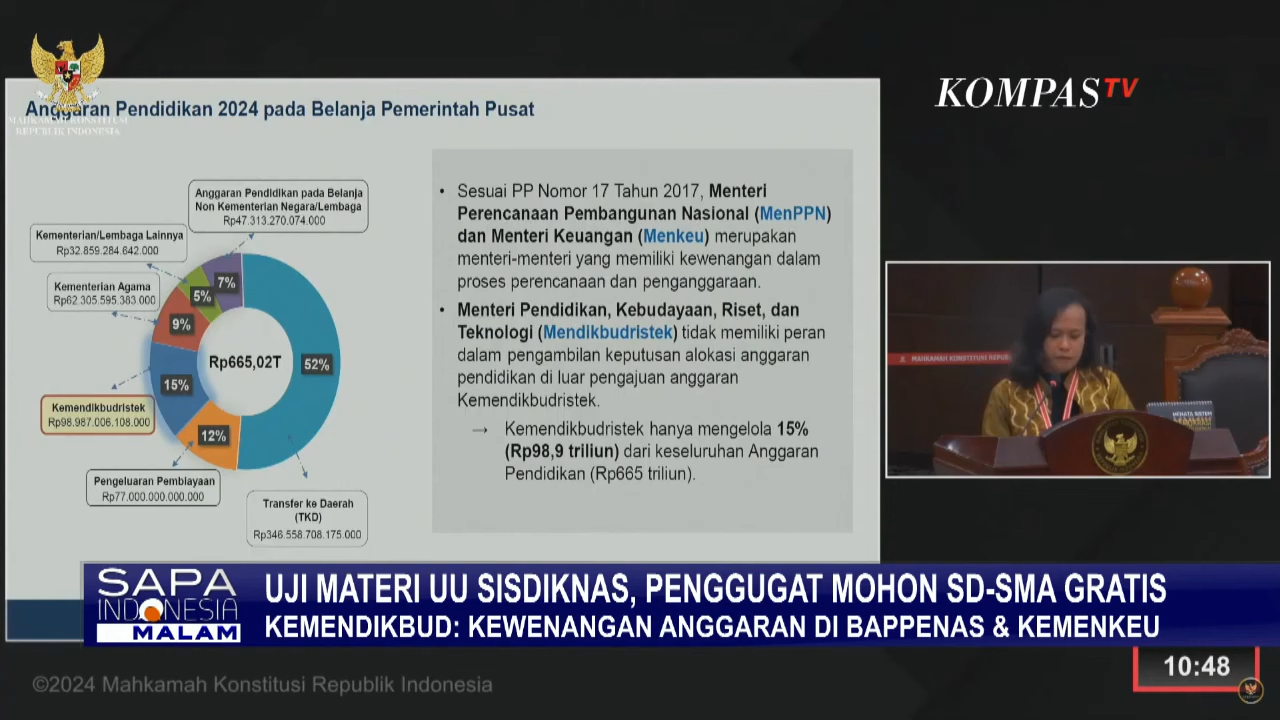 MAHKAMAH KONSTITUSI
REPUBLIK INDONESIA
KOMPAS TV
Anggaran Pendidikan 2024 pada Belanja Pemerintah Pusat
Anggaran Pendidikan pada Belanja
Non Kementerian Negara/Lembaga
Rp47.313.270.074.000
Kementerian/Lembaga Lainnya
Rp32.859.284.642.000
Kementerian Agama
Rp62.305.595.383.000
Kemendikbudristek
Rp98.987.006.108.000
Pengeluaran Pembiayaan
Rp77.000.000.000.000
Transfer ke Daerah
(TKD)
Rp346.558.708.175.000
7%
5%
9%
15%
12%
52%
Rp665,02T
• Sesuai PP Nomor 17 Tahun 2017, Menteri
Perencanaan Pembangunan Nasional (MenPPN)
dan Menteri Keuangan (Menkeu) merupakan
menteri-menteri yang memiliki kewenangan dalam
proses perencanaan dan penganggaraan.
• Menteri Pendidikan, Kebudayaan, Riset, dan
Teknologi (Mendikbudristek) tidak memiliki peran
dalam pengambilan keputusan alokasi anggaran
pendidikan di luar pengajuan anggaran
Kemendikbudristek.
→ Kemendikbudristek hanya mengelola 15%
(Rp98,9 triliun) dari keseluruhan Anggaran
Pendidikan (Rp665 triliun).
MAHKAMAH KONSTITUSI REPUBL
SAPA
INDONESIA
MALAM
UJI MATERI UU SISDIKNAS, PENGGUGAT MOHON SD-SMA GRATIS
KEMENDIKBUD: KEWENANGAN ANGGARAN DI BAPPENAS & KEMENKEU
©2024 Mahkamah Konstitusi Republik Indonesia
10:48